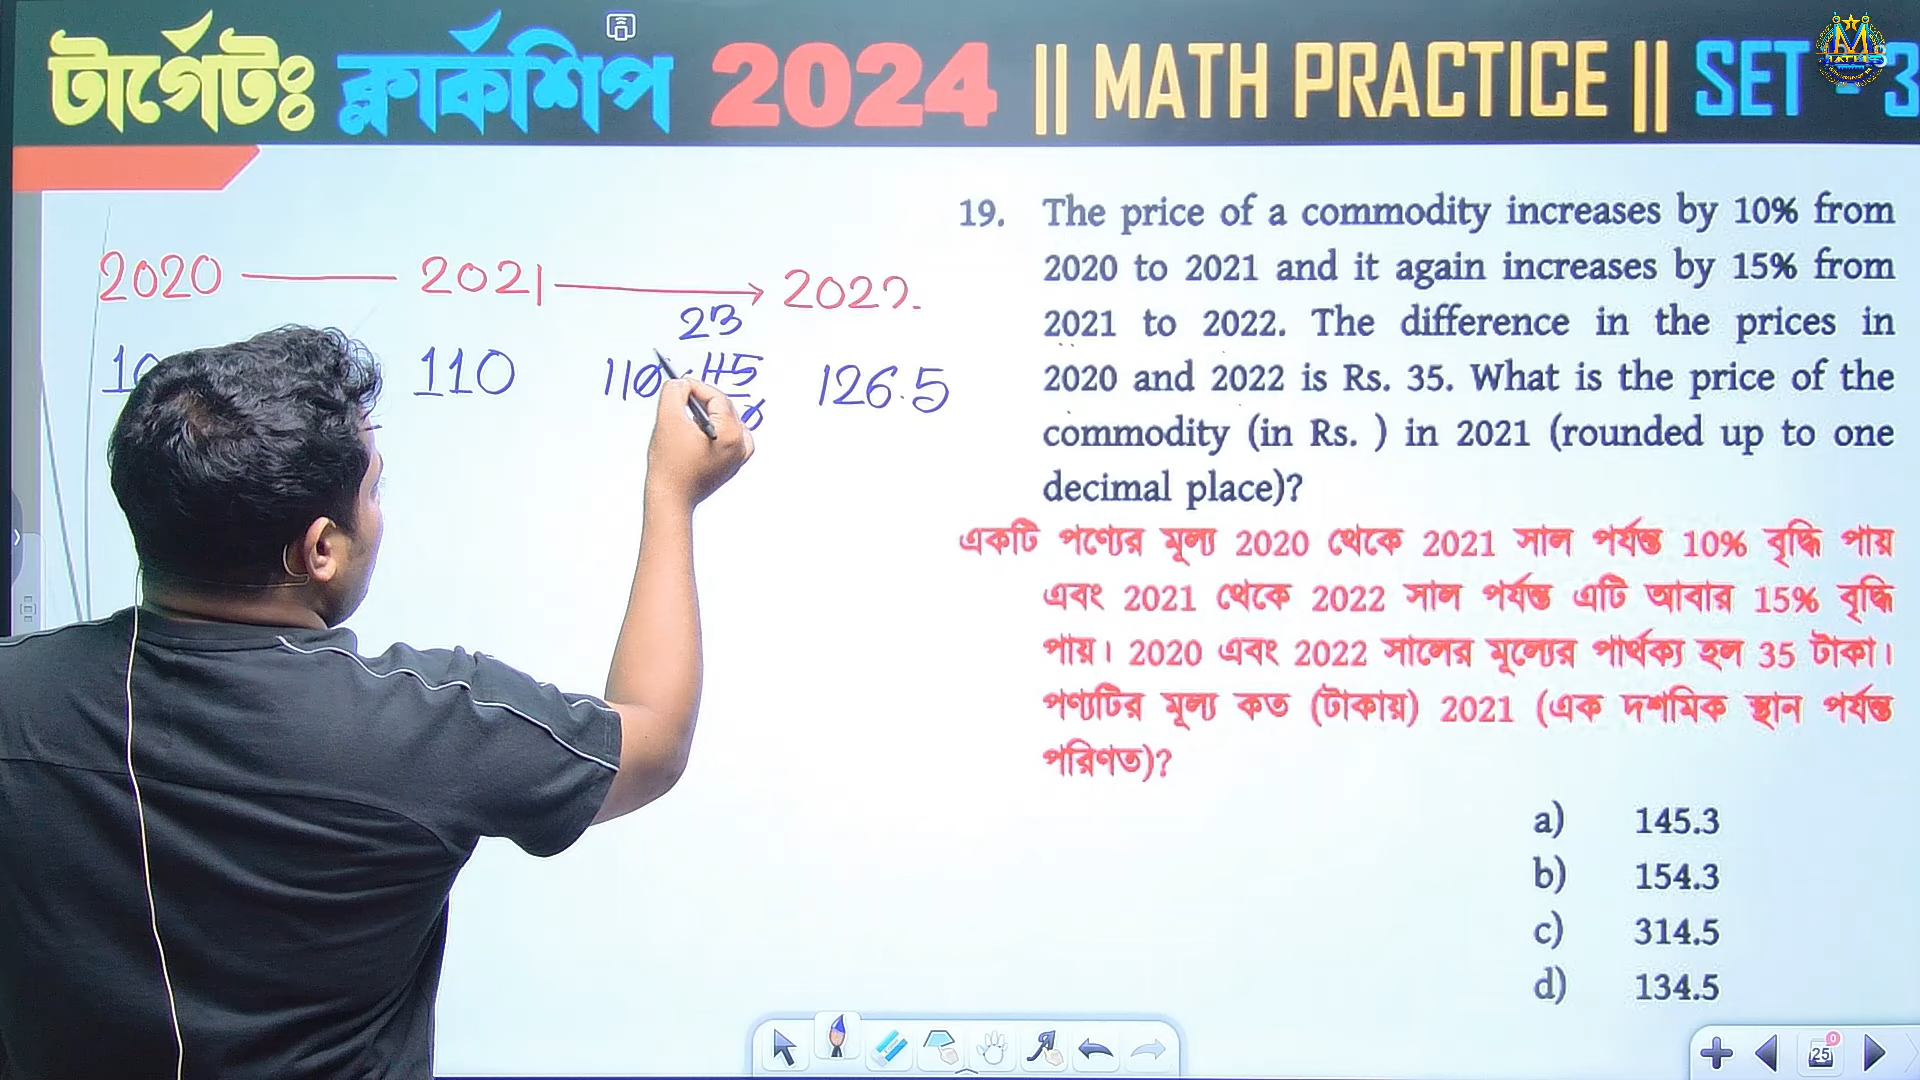 টার্গেটঃ ক্লার্কশিপ 2024 || MATH PRACTICE || SET - 3
2020 2021 2022.
23
110 110 115 126.5
19. The price of a commodity increases by 10% from
2020 to 2021 and it again increases by 15% from
2021 to 2022. The difference in the prices in
2020 and 2022 is Rs. 35. What is the price of the
commodity (in Rs. ) in 2021 (rounded up to one
decimal place)?
একটি পণ্যের মূল্য 2020 থেকে 2021 সাল পর্যন্ত 10% বৃদ্ধি পায়
এবং 2021 থেকে 2022 সাল পর্যন্ত এটি আবার 15% বৃদ্ধি
পায়। 2020 এবং 2022 সালের মূল্যের পার্থক্য হল 35 টাকা।
পণ্যটির মূল্য কত (টাকায়) 2021 (এক দশমিক স্থান পর্যন্ত
পরিণত)?
a) 145.3
b) 154.3
c) 314.5
d) 134.5
25